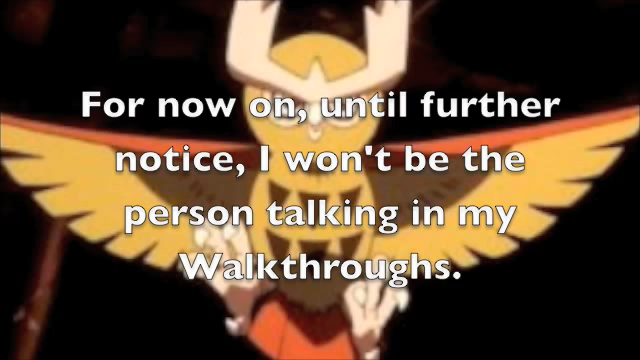 For now on, until further
notice, I won't be the
person talking in my
Walkthroughs.